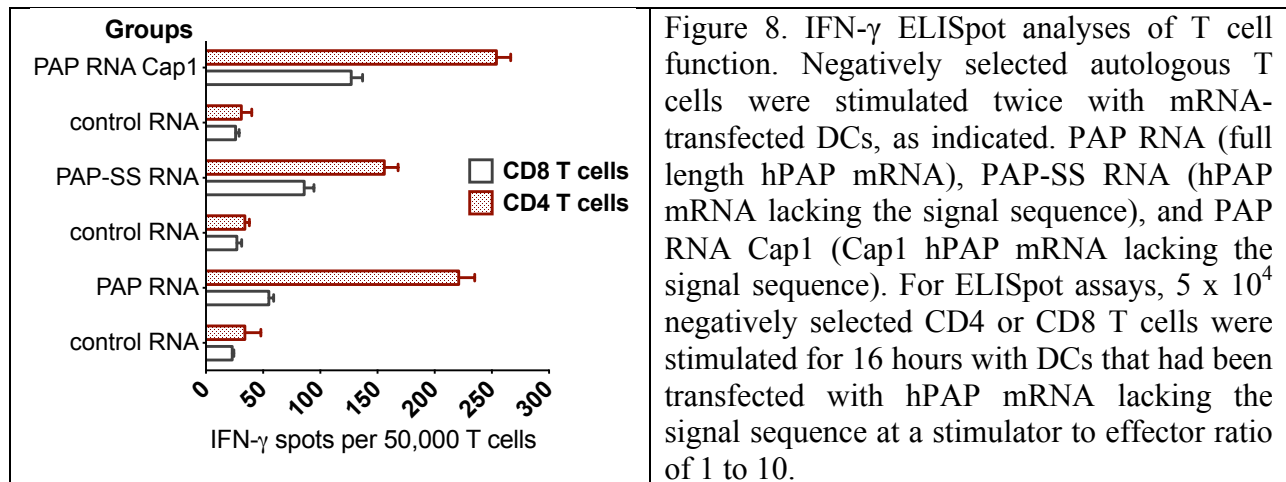 Groups
PAP RNA Cap1
control RNA
PAP-SS RNA
control RNA
PAP RNA
control RNA
CD8 T cells
CD4 T cells
0 50 100 150 200 250 300
IFN-γ spots per 50,000 T cells
Figure 8. IFN-γ ELISpot analyses of T cell
function. Negatively selected autologous T
cells were stimulated twice with mRNA-
transfected DCs, as indicated. PAP RNA (full
length hPAP mRNA), PAP-SS RNA (hPAP
mRNA lacking the signal sequence), and PAP
RNA Cap1 (Cap1 hPAP mRNA lacking the
signal sequence). For ELISpot assays, 5 x 10⁴
negatively selected CD4 or CD8 T cells were
stimulated for 16 hours with DCs that had been
transfected with hPAP mRNA lacking the
signal sequence at a stimulator to effector ratio
of 1 to 10.